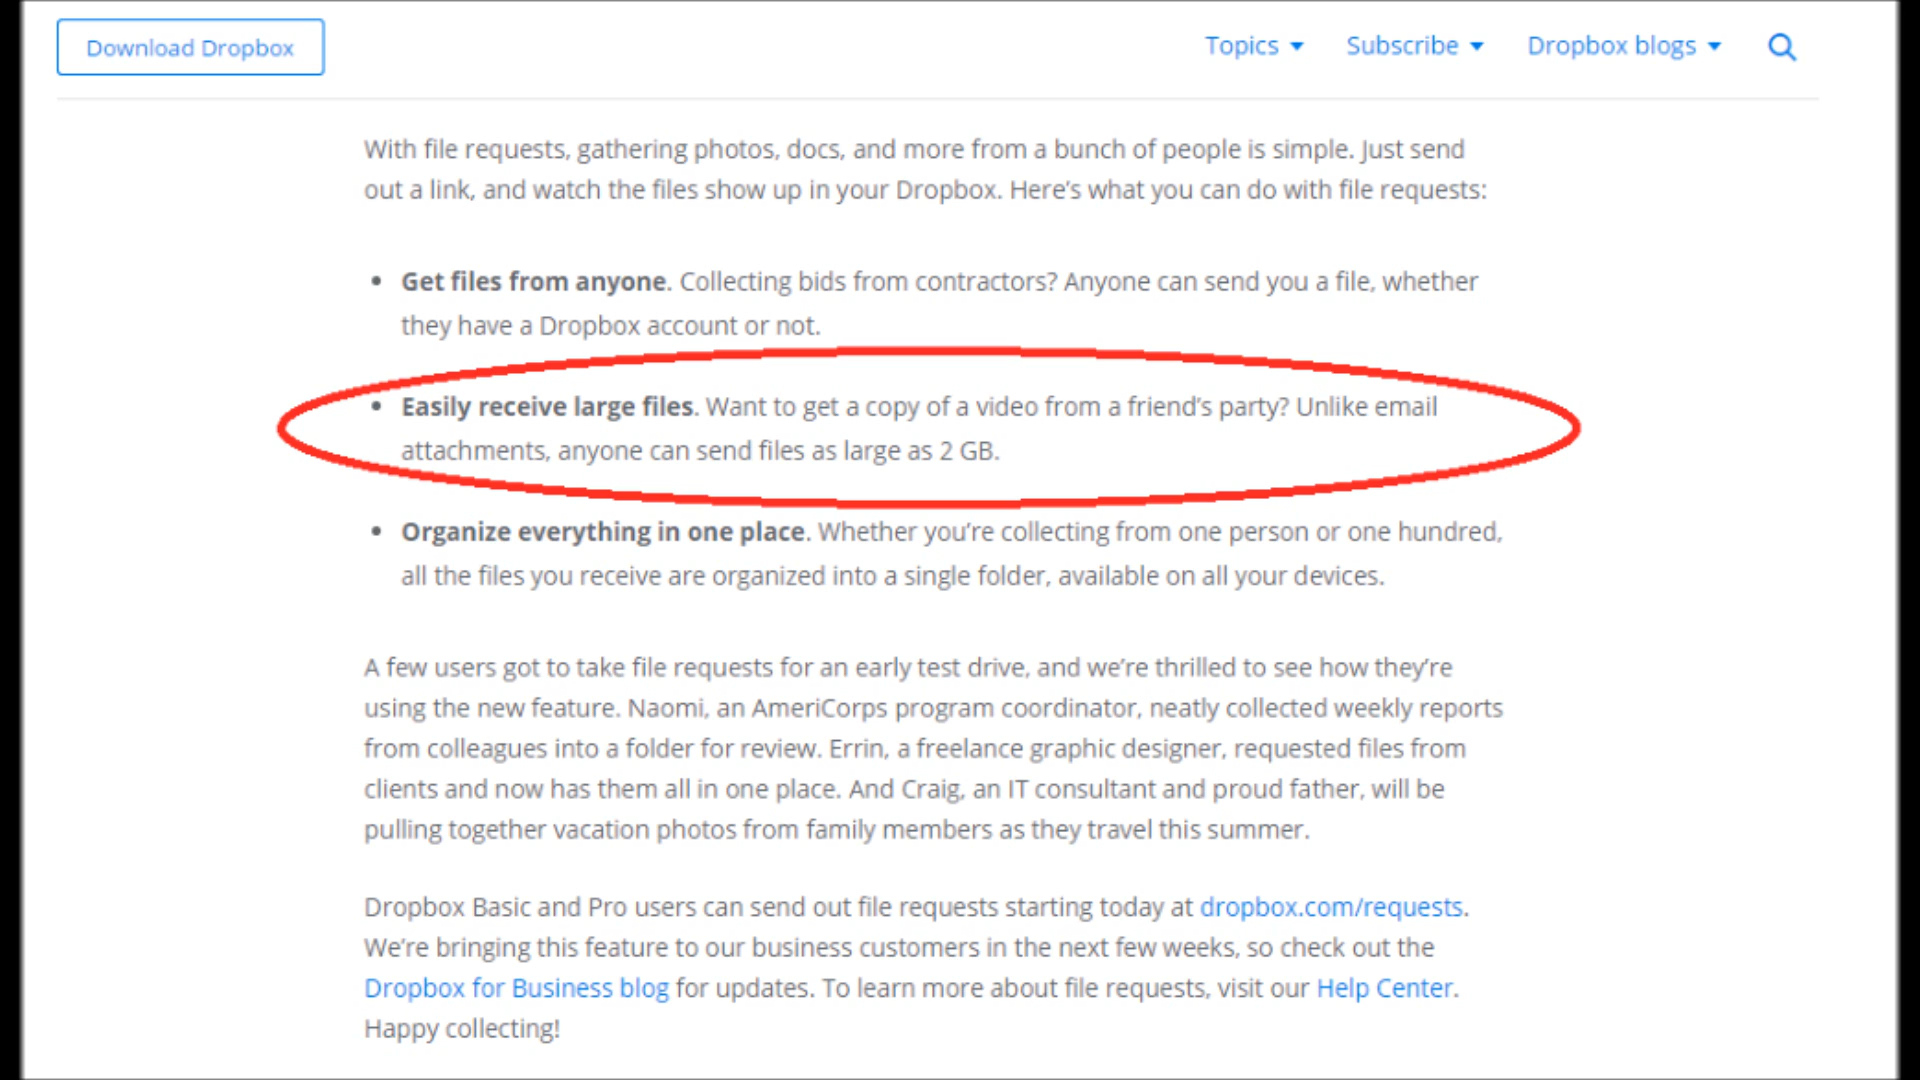 Download Dropbox
Topics
Subscribe
Dropbox blogs
With file requests, gathering photos, docs, and more from a bunch of people is simple. Just send
out a link, and watch the files show up in your Dropbox. Here’s what you can do with file requests:
• Get files from anyone. Collecting bids from contractors? Anyone can send you a file, whether
they have a Dropbox account or not.
• Easily receive large files. Want to get a copy of a video from a friend’s party? Unlike email
attachments, anyone can send files as large as 2 GB.
• Organize everything in one place. Whether you’re collecting from one person or one hundred,
all the files you receive are organized into a single folder, available on all your devices.
A few users got to take file requests for an early test drive, and we’re thrilled to see how they’re
using the new feature. Naomi, an AmeriCorps program coordinator, neatly collected weekly reports
from colleagues into a folder for review. Errin, a freelance graphic designer, requested files from
clients and now has them all in one place. And Craig, an IT consultant and proud father, will be
pulling together vacation photos from family members as they travel this summer.
Dropbox Basic and Pro users can send out file requests starting today at dropbox.com/requests.
We’re bringing this feature to our business customers in the next few weeks, so check out the
Dropbox for Business blog for updates. To learn more about file requests, visit our Help Center.
Happy collecting!